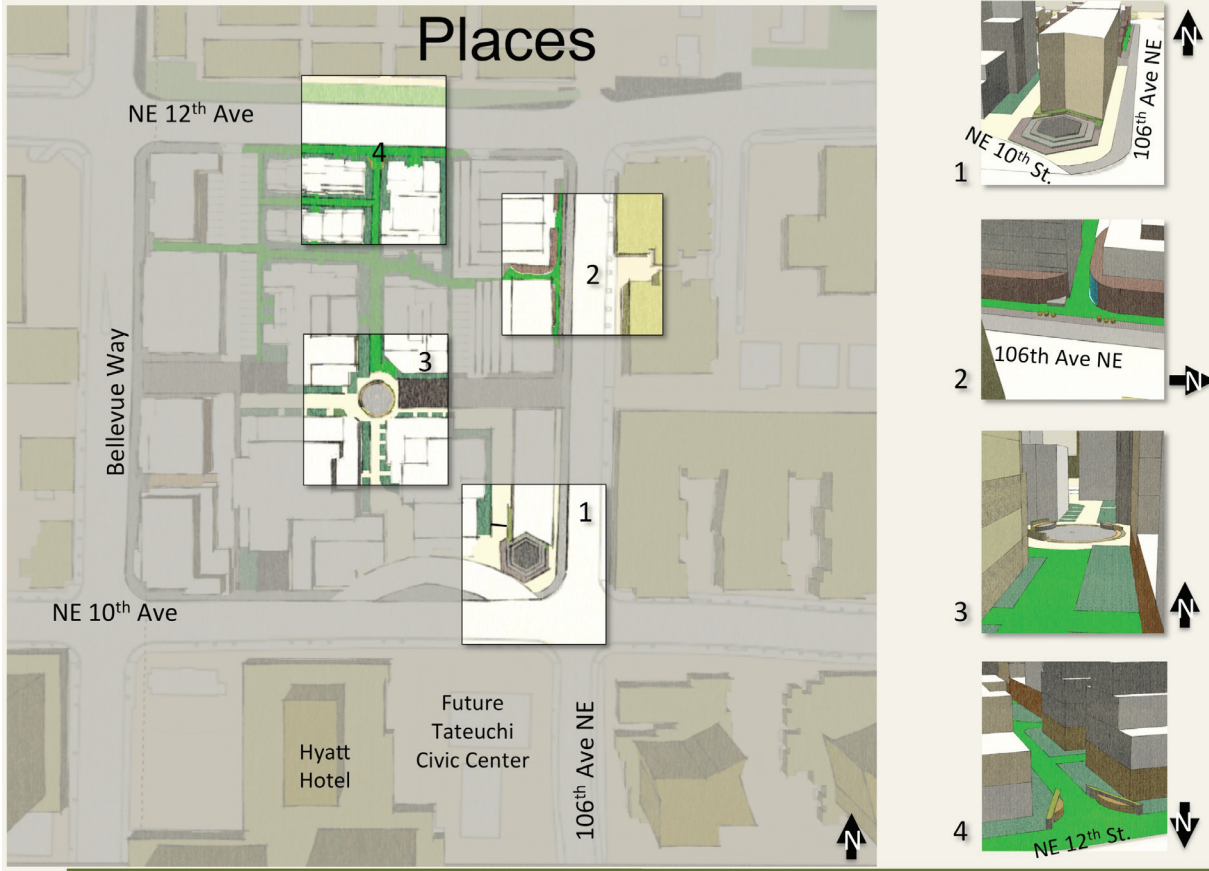 Places
NE 12th Ave
4
2
3
Bellevue Way
1
NE 10th Ave
Hyatt
Hotel
Future
Tateuchi
Civic Center
106th Ave NE
N
N
106th Ave NE
NE 10th St.
1
106th Ave NE
2
N
3
N
4
NE 12th St.
N